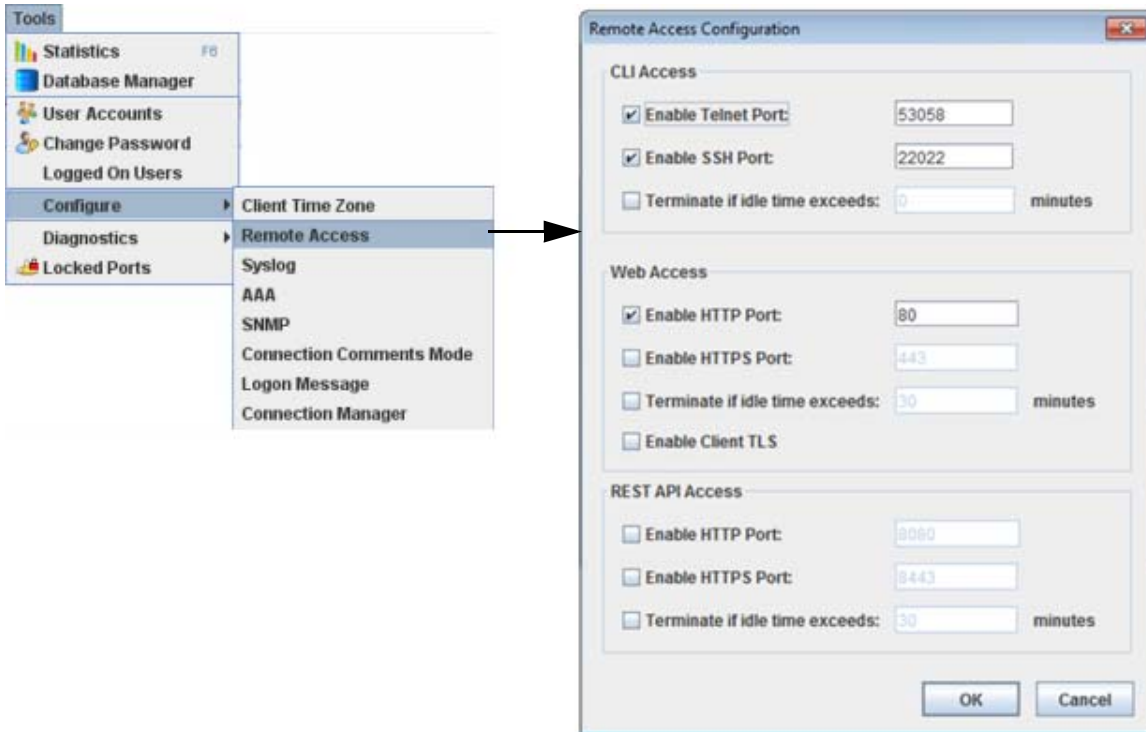 Tools
Statistics F6
Database Manager
User Accounts
Change Password
Logged On Users
Configure
Diagnostics
Locked Ports
Client Time Zone
Remote Access
Syslog
AAA
SNMP
Connection Comments Mode
Logon Message
Connection Manager
Remote Access Configuration
CLI Access
Enable Telnet Port: 53058
Enable SSH Port: 22022
Terminate if idle time exceeds: 0 minutes
Web Access
Enable HTTP Port: 80
Enable HTTPS Port: 443
Terminate if idle time exceeds: 30 minutes
Enable Client TLS
REST API Access
Enable HTTP Port: 8080
Enable HTTPS Port: 8443
Terminate if idle time exceeds: 30 minutes
OK Cancel